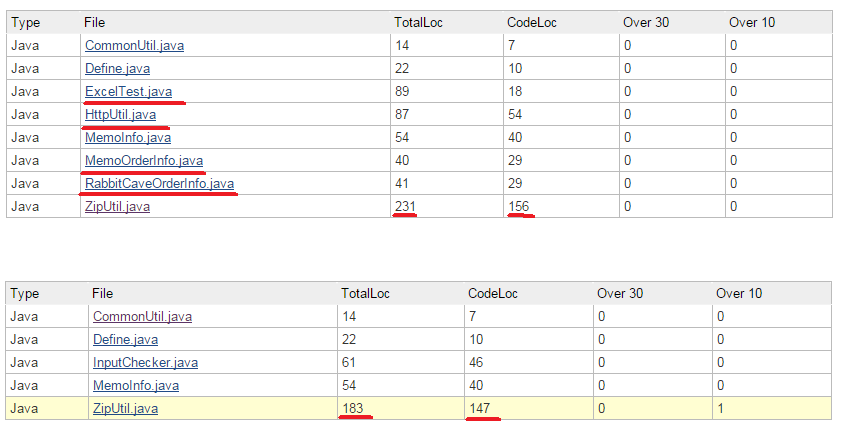 Type File TotalLoc CodeLoc Over 30 Over 10
Java CommonUtil.java 14 7 0 0
Java Define.java 22 10 0 0
Java ExcelTest.java 89 18 0 0
Java HttpUtil.java 87 54 0 0
Java MemoInfo.java 54 40 0 0
Java MemoOrderInfo.java 40 29 0 0
Java RabbitCaveOrderInfo.java 41 29 0 0
Java ZipUtil.java 231 156 0 0
Type File TotalLoc CodeLoc Over 30 Over 10
Java CommonUtil.java 14 7 0 0
Java Define.java 22 10 0 0
Java InputChecker.java 61 46 0 0
Java MemoInfo.java 54 40 0 0
Java ZipUtil.java 183 147 0 1